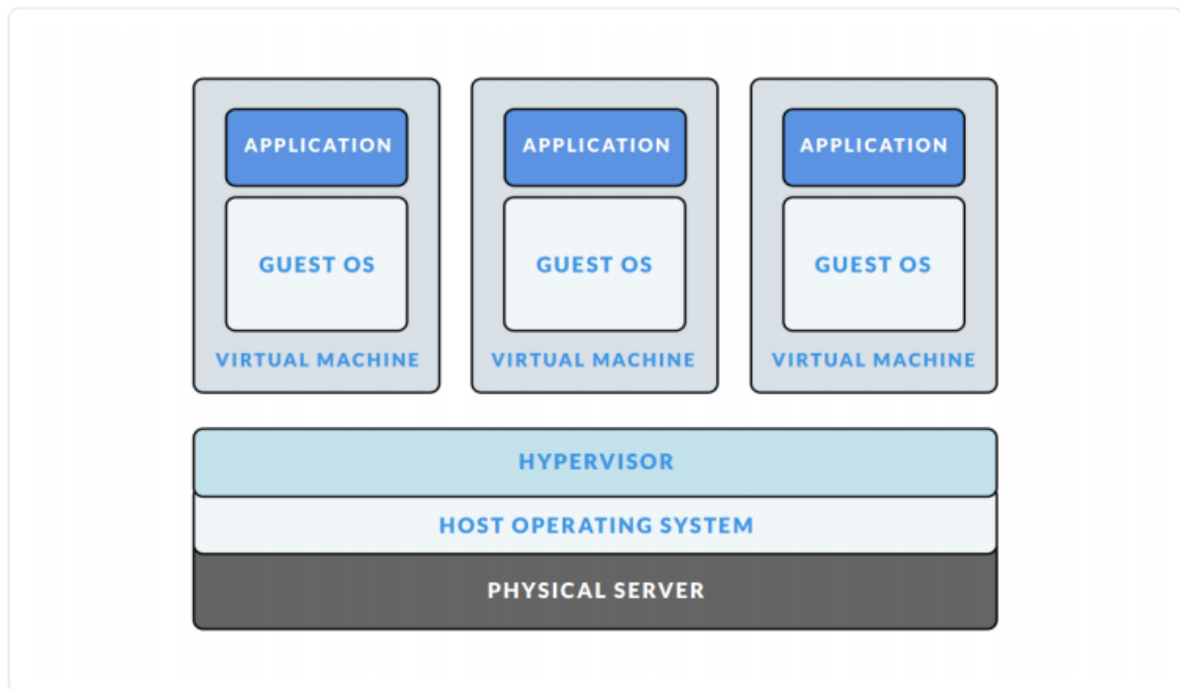 APPLICATION
APPLICATION
APPLICATION
GUEST OS
GUEST OS
GUEST OS
VIRTUAL MACHINE
VIRTUAL MACHINE
VIRTUAL MACHINE
HYPERVISOR
HOST OPERATING SYSTEM
PHYSICAL SERVER